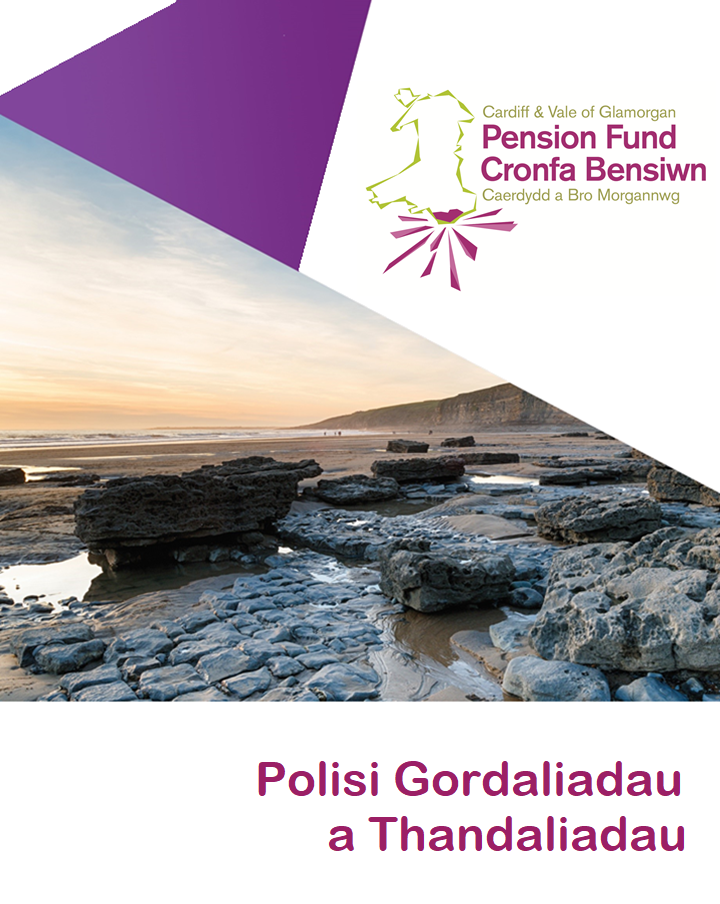 Cardiff & Vale of Glamorgan
Pension Fund
Cronfa Bensiwn
Caerdydd a Bro Morgannwg
Polisi Gordaliadau
a Thandaliadau